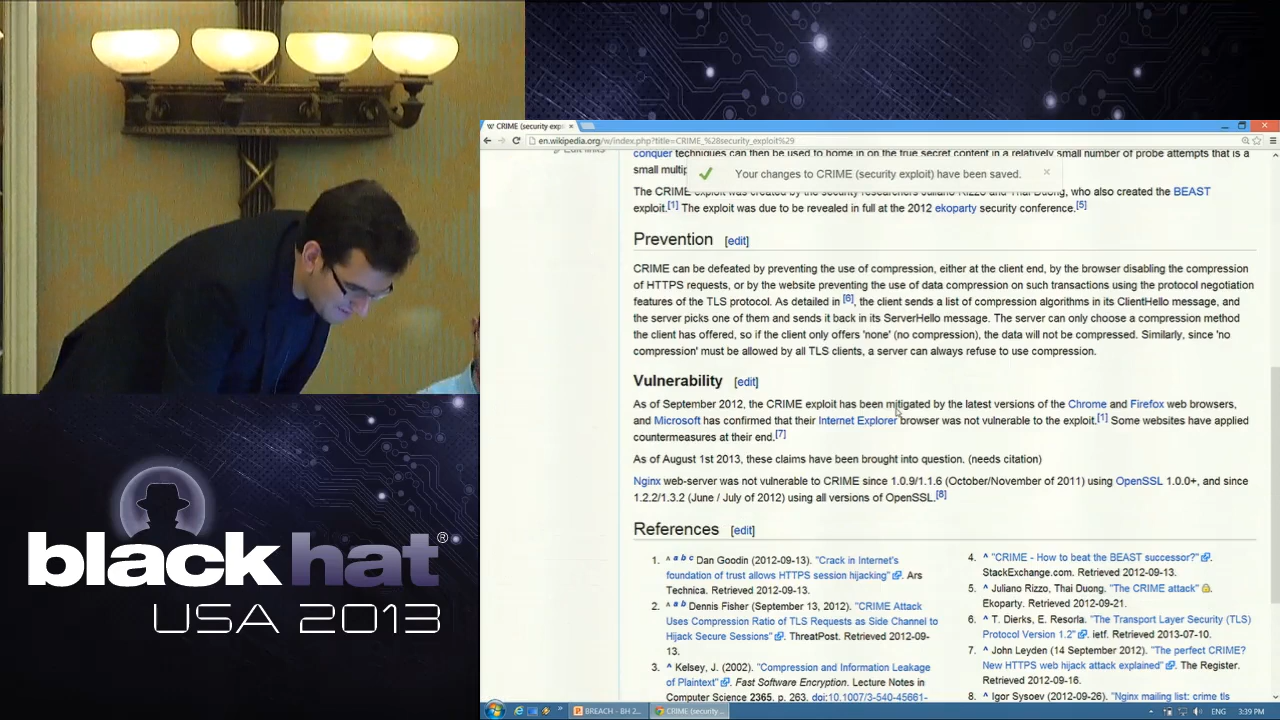 CRIME (security expl
en.wikipedia.org/w/index.php?title=CRIME_%28security_exploit%29
Edit links
conquer techniques can then be used to home in on the true secret content in a relatively small number of probe attempts that is a
small
Your changes to CRIME (security exploit) have been saved.
The CRIME exploit was created by the security researchers Juliano Rizzo and Thai Duong, who also created the BEAST
exploit.[1] The exploit was due to be revealed in full at the 2012 ekoparty security conference.[5]
Prevention [edit]
CRIME can be defeated by preventing the use of compression, either at the client end, by the browser disabling the compression
of HTTPS requests, or by the website preventing the use of data compression on such transactions using the protocol negotiation
features of the TLS protocol. As detailed in [6], the client sends a list of compression algorithms in its ClientHello message, and
the server picks one of them and sends it back in its ServerHello message. The server can only choose a compression method
the client has offered, so if the client only offers 'none' (no compression), the data will not be compressed. Similarly, since 'no
compression' must be allowed by all TLS clients, a server can always refuse to use compression.
Vulnerability [edit]
As of September 2012, the CRIME exploit has been mitigated by the latest versions of the Chrome and Firefox web browsers,
and Microsoft has confirmed that their Internet Explorer browser was not vulnerable to the exploit.[1] Some websites have applied
countermeasures at their end.[7]
As of August 1st 2013, these claims have been brought into question. (needs citation)
Nginx web-server was not vulnerable to CRIME since 1.0.9/1.1.6 (October/November of 2011) using OpenSSL 1.0.0+, and since
1.2.2/1.3.2 (June / July of 2012) using all versions of OpenSSL.[8]
References [edit]
1. ^ a b c Dan Goodin (2012-09-13). "Crack in Internet's
foundation of trust allows HTTPS session hijacking". Ars
Technica. Retrieved 2012-09-13.
2. ^ a b Dennis Fisher (September 13, 2012). "CRIME Attack
Uses Compression Ratio of TLS Requests as Side Channel to
Hijack Secure Sessions". ThreatPost. Retrieved 2012-09-
13.
3. ^ Kelsey, J. (2002). "Compression and Information Leakage
of Plaintext". Fast Software Encryption. Lecture Notes in
Computer Science 2365. p. 263. doi:10.1007/3-540-45661-
4. ^ "CRIME - How to beat the BEAST successor?".
StackExchange.com. Retrieved 2012-09-13.
5. ^ Juliano Rizzo, Thai Duong. "The CRIME attack".
Ekoparty. Retrieved 2012-09-21.
6. ^ T. Dierks, E. Resorla. "The Transport Layer Security (TLS)
Protocol Version 1.2". ietf. Retrieved 2013-07-10.
7. ^ John Leyden (14 September 2012). "The perfect CRIME?
New HTTPS web hijack attack explained". The Register.
Retrieved 2012-09-16.
8. ^ Igor Sysoev (2012-09-26). "Nginx mailing list: crime tls
BREACH - BH 2...
CRIME (security...
ENG
3:39 PM
blackhat®
USA 2013